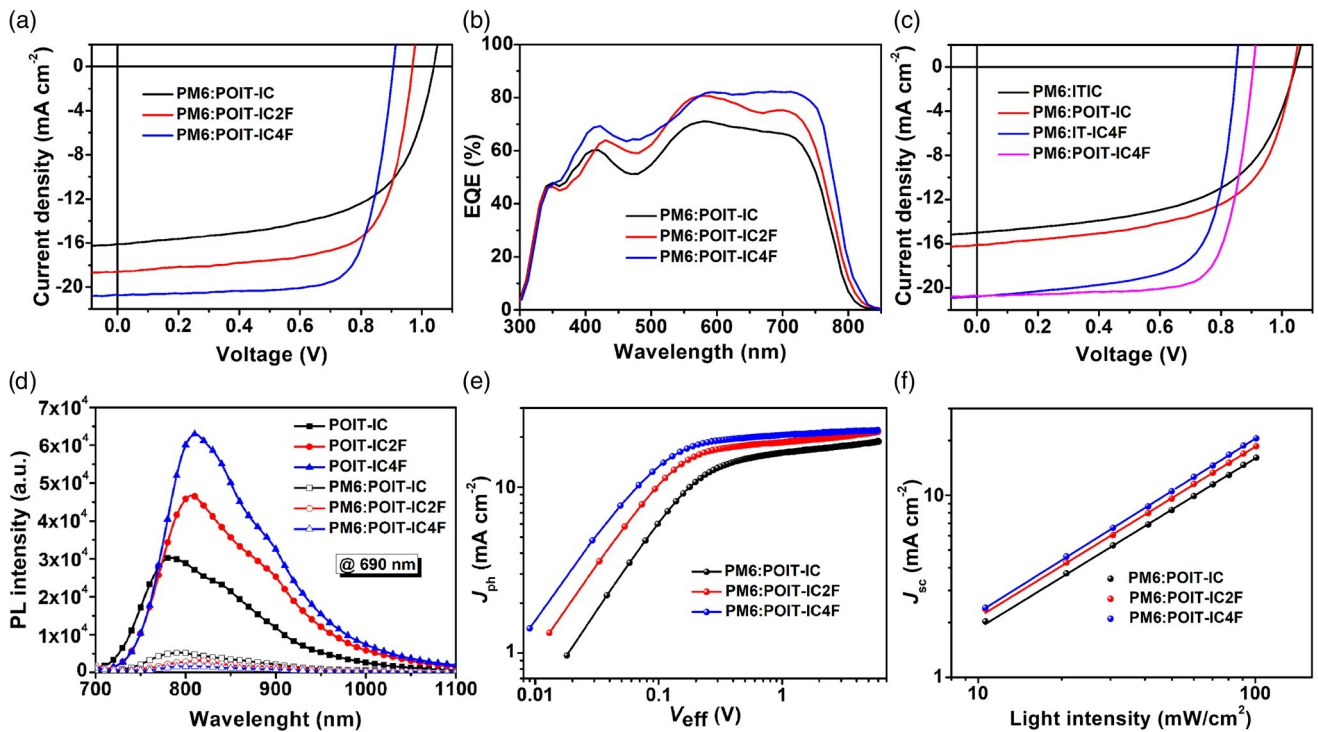 (a)
0
-4
-8
-12
-16
-20
Current density (mA cm-2)
0.0 0.2 0.4 0.6 0.8 1.0
Voltage (V)
PM6:POIT-IC
PM6:POIT-IC2F
PM6:POIT-IC4F
(b)
100
80
60
40
20
0
EQE (%)
300 400 500 600 700 800
Wavelength (nm)
PM6:POIT-IC
PM6:POIT-IC2F
PM6:POIT-IC4F
(c)
0
-4
-8
-12
-16
-20
Current density (mA cm-2)
0.0 0.2 0.4 0.6 0.8 1.0
Voltage (V)
PM6:ITIC
PM6:POIT-IC
PM6:IT-IC4F
PM6:POIT-IC4F
(d)
7x10^4
6x10^4
5x10^4
4x10^4
3x10^4
2x10^4
1x10^4
0
PL intensity (a.u.)
700 800 900 1000 1100
Wavelenght (nm)
POIT-IC
POIT-IC2F
POIT-IC4F
PM6:POIT-IC
PM6:POIT-IC2F
PM6:POIT-IC4F
@ 690 nm
(e)
10
1
Jph (mA cm-2)
0.01 0.1 1
Veff (V)
PM6:POIT-IC
PM6:POIT-IC2F
PM6:POIT-IC4F
(f)
10
1
Jsc (mA cm-2)
10 100
Light intensity (mW/cm2)
PM6:POIT-IC
PM6:POIT-IC2F
PM6:POIT-IC4F